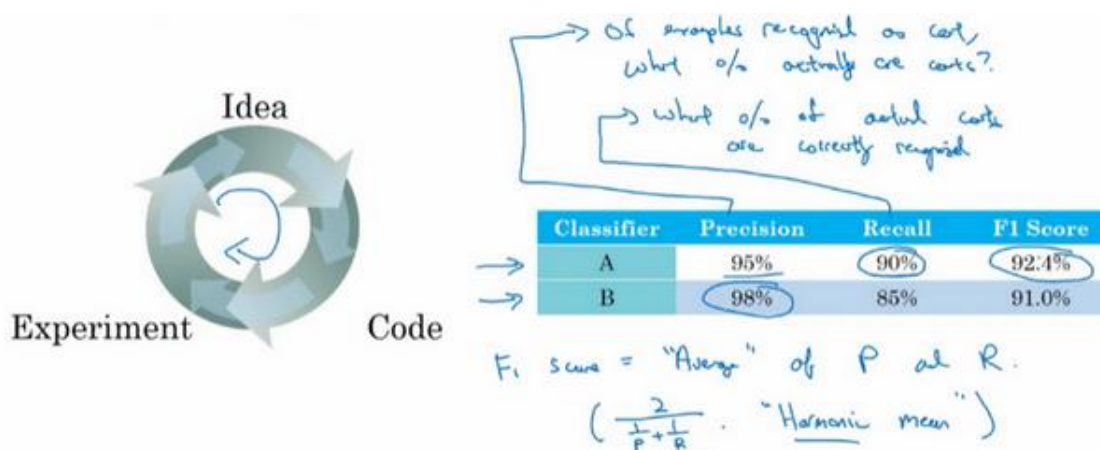 Of examples recognized as cat,
what % actually are cats?
what % of actual cats
are correctly recognized
Idea
Experiment
Code
Classifier Precision Recall F1 Score
A 95% 90% 92.4%
B 98% 85% 91.0%
F₁ score = "Average" of P and R.
( 2 / (1/P + 1/R) . "Harmonic mean" )